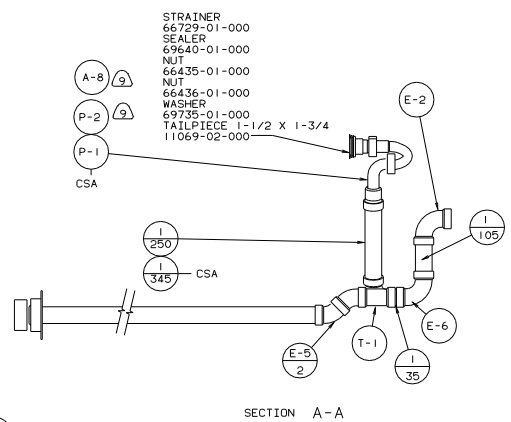 STRAINER
66729-01-000
SEALER
69640-01-000
NUT
66435-01-000
NUT
66436-01-000
WASHER
69735-01-000
TAILPIECE 1-1/2 X 1-3/4
11069-02-000
A-8
9
P-2
9
P-1
CSA
E-2
1
105
1
250
1
345
CSA
E-5
2
T-1
1
35
E-6
SECTION A-A